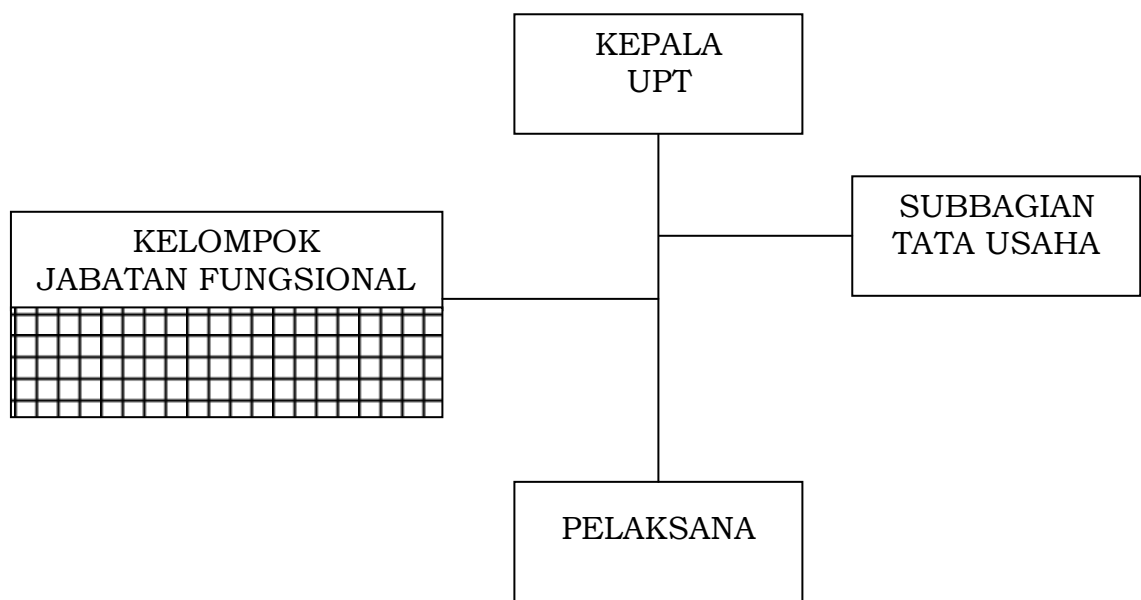 KEPALA
UPT
SUBBAGIAN
TATA USAHA
KELOMPOK
JABATAN FUNGSIONAL
PELAKSANA